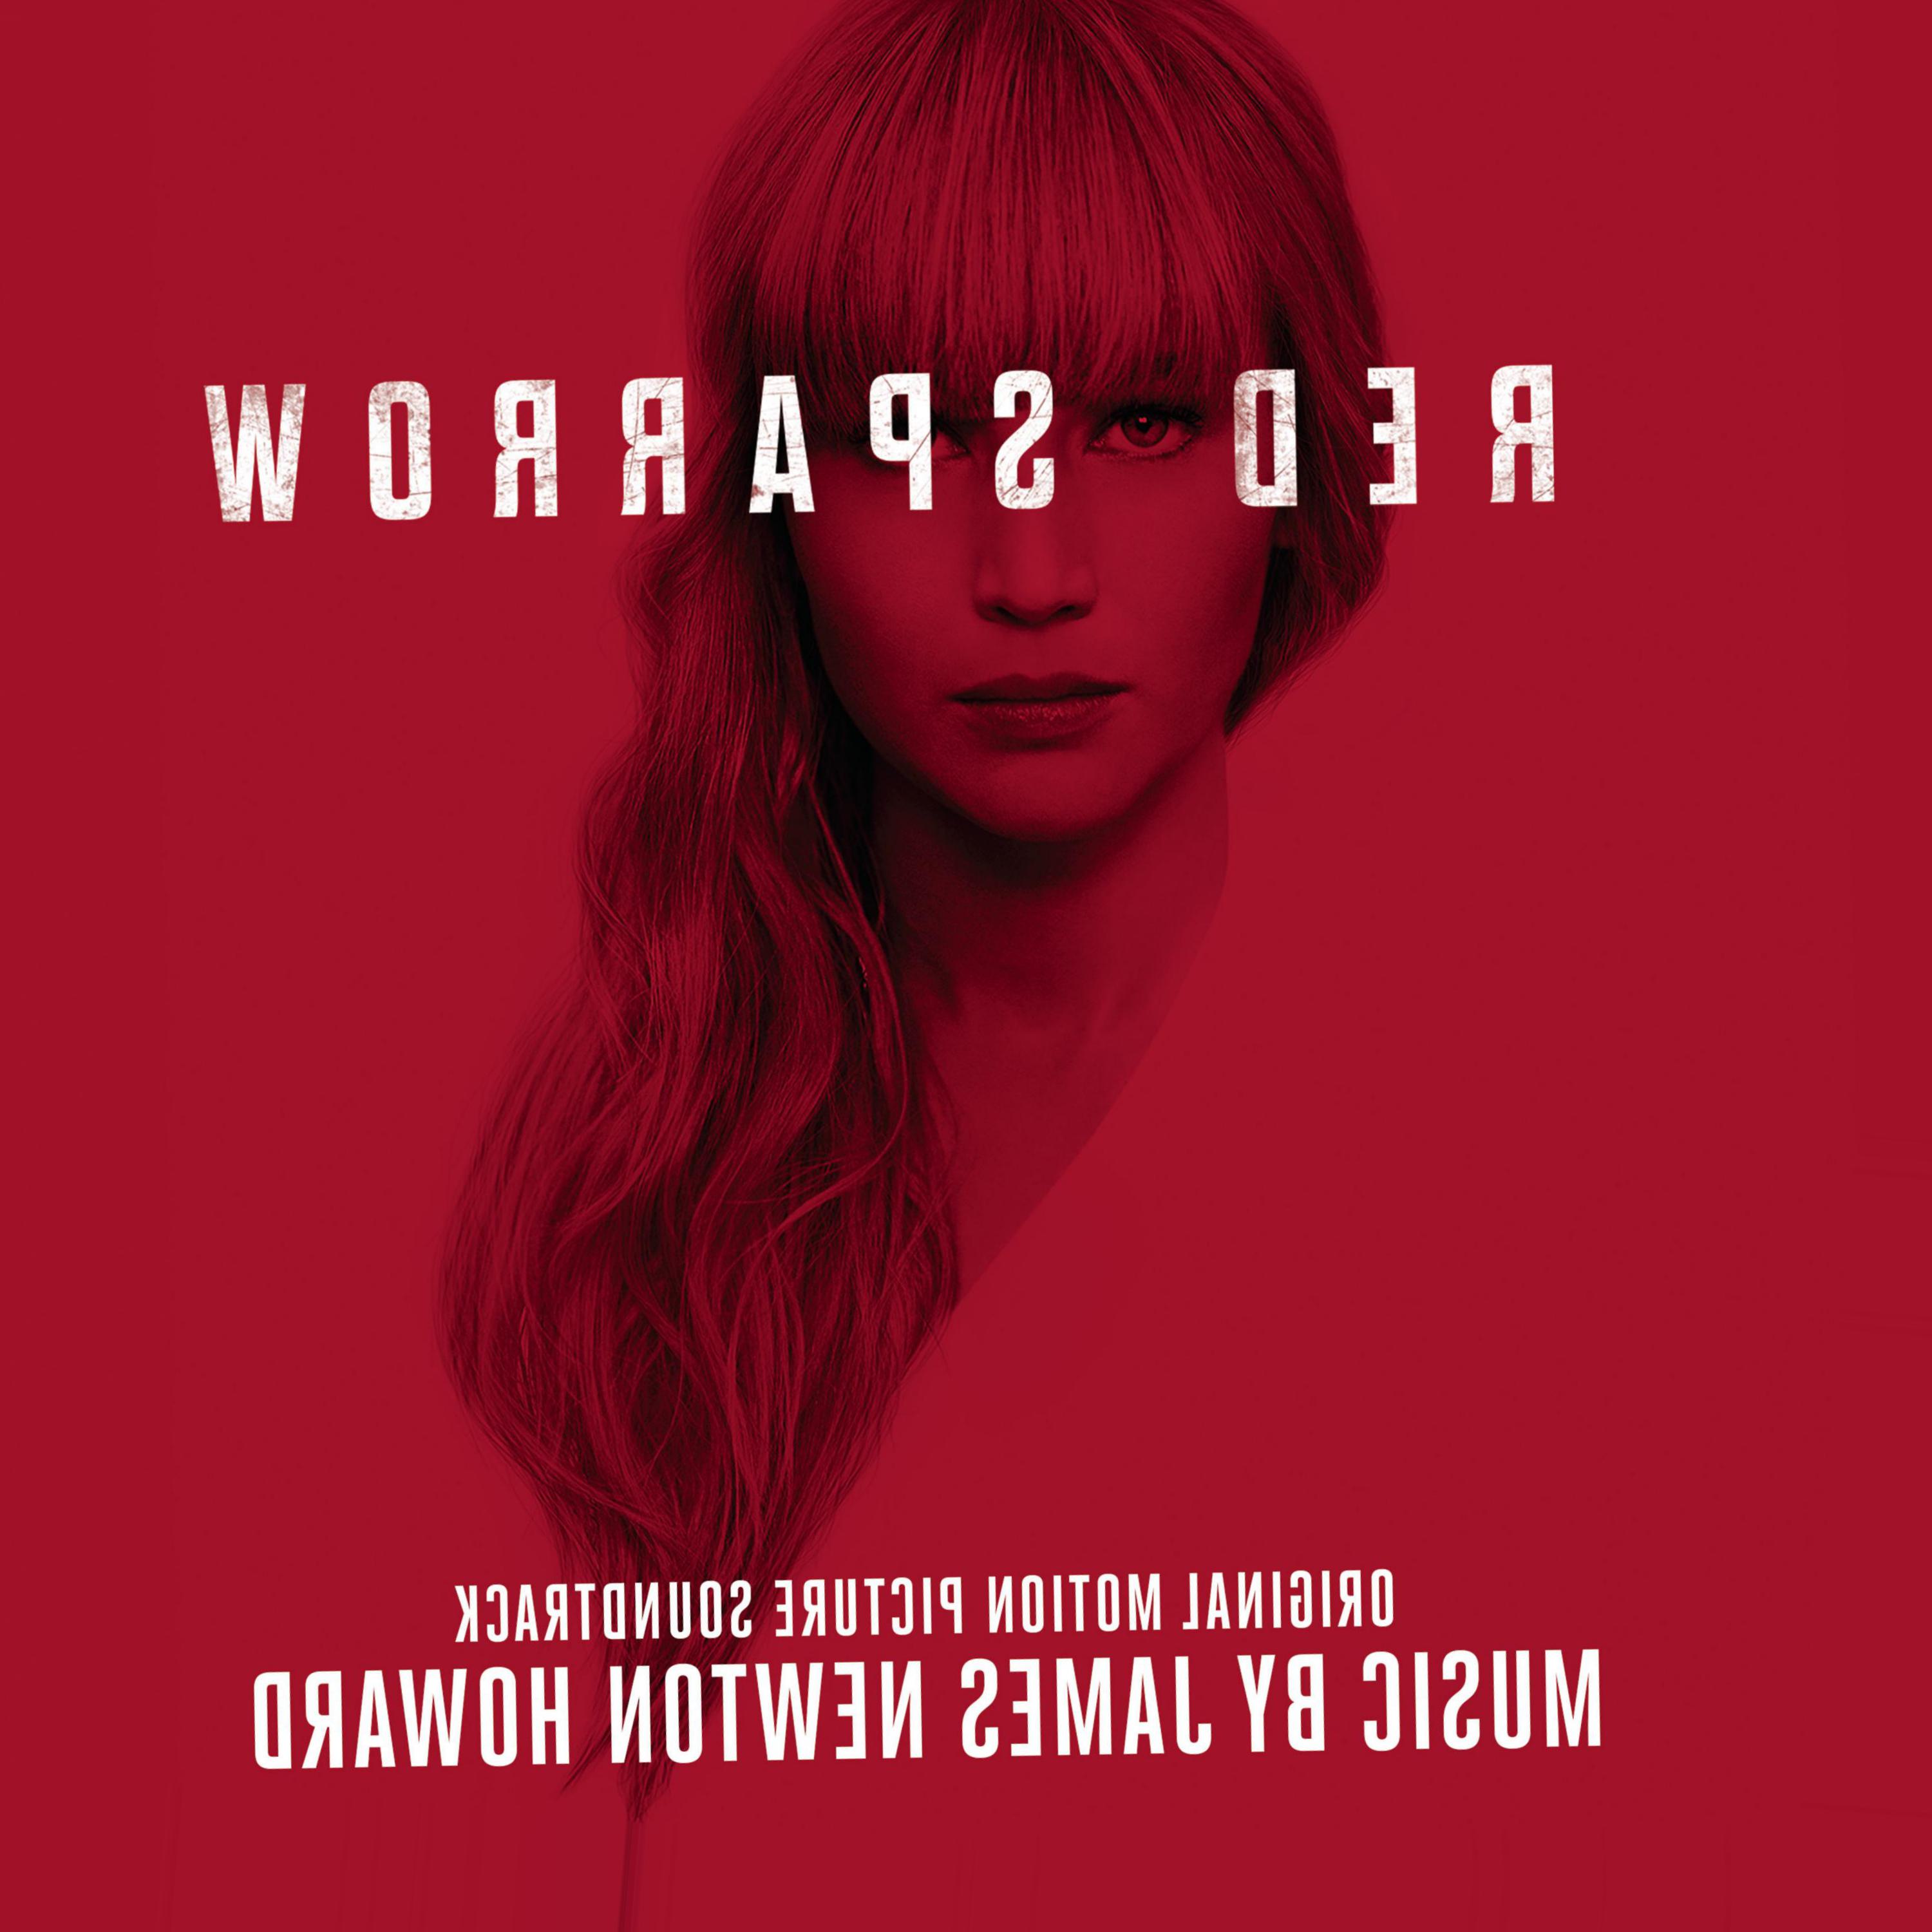 RED SPARROW
ORIGINAL MOTION PICTURE SOUNDTRACK
MUSIC BY JAMES NEWTON HOWARD